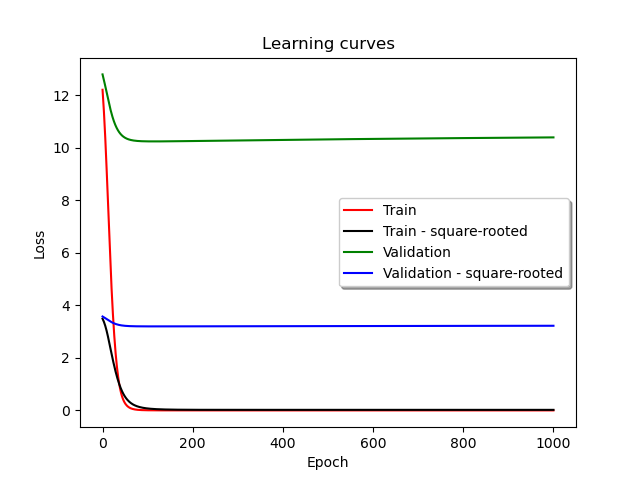 Learning curves
12
10
8
6
4
2
0
Loss
Train
Train - square-rooted
Validation
Validation - square-rooted
0 200 400 600 800 1000
Epoch